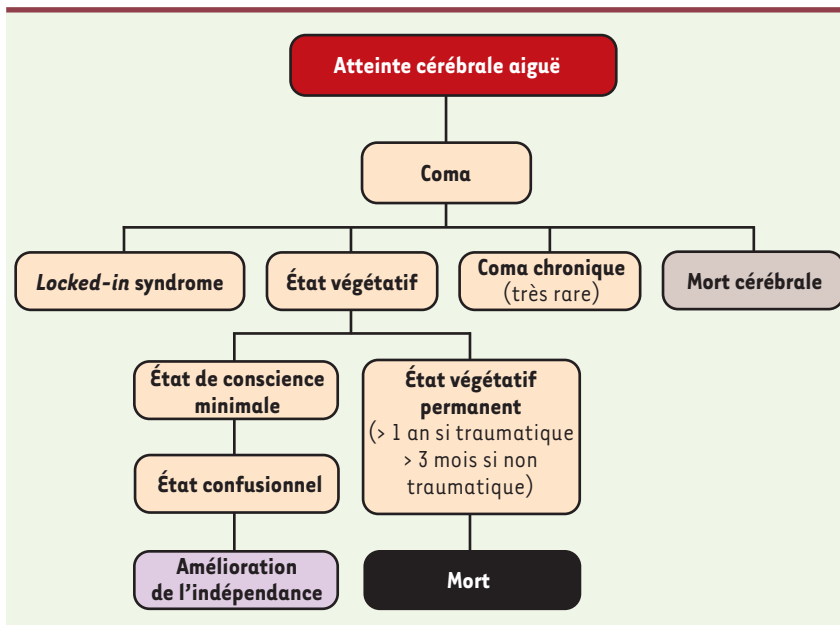 Atteinte cérébrale aiguë
Coma
Locked-in syndrome
État végétatif
Coma chronique
(très rare)
Mort cérébrale
État de conscience
minimale
État végétatif
permanent
(> 1 an si traumatique
> 3 mois si non
traumatique)
État confusionnel
Amélioration
de l'indépendance
Mort